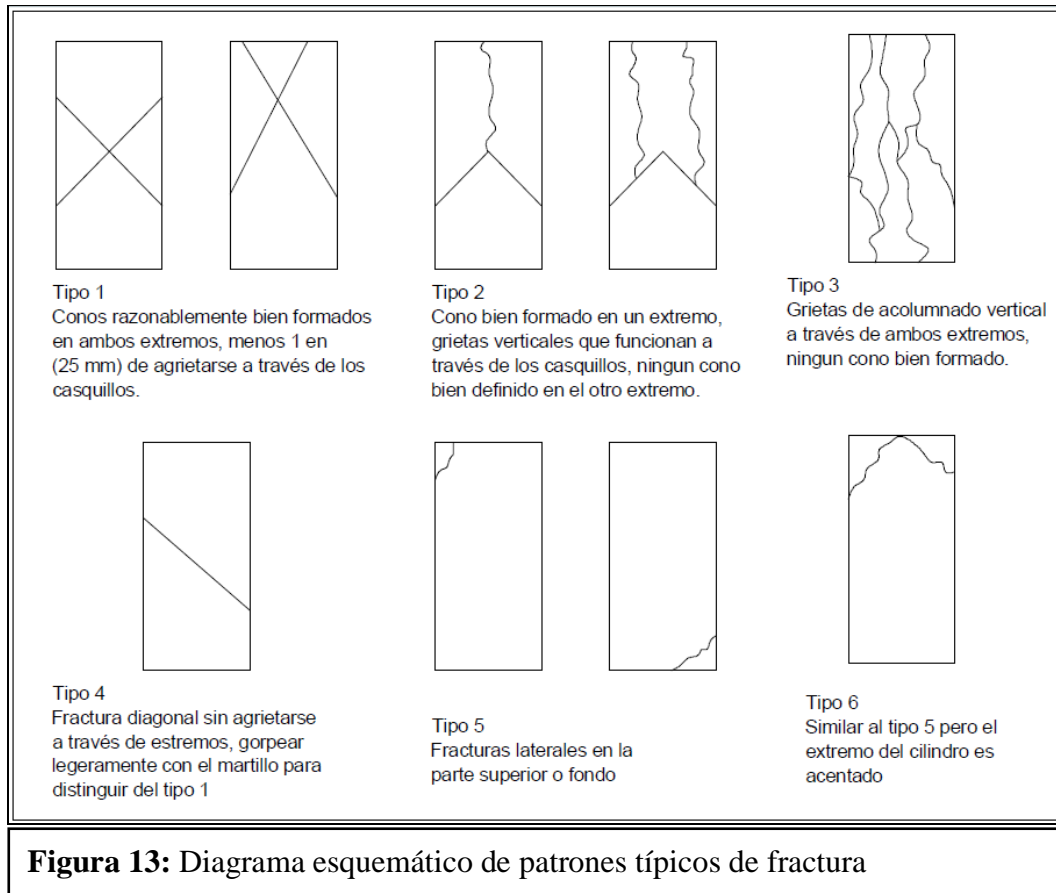 Tipo 1
Conos razonablemente bien formados
en ambos extremos, menos 1 en
(25 mm) de agrietarse a través de los
casquillos.
Tipo 2
Cono bien formado en un extremo,
grietas verticales que funcionan a
través de los casquillos, ningun cono
bien definido en el otro extremo.
Tipo 3
Grietas de acolumnado vertical
a través de ambos extremos,
ningun cono bien formado.
Tipo 4
Fractura diagonal sin agrietarse
a través de estremos, gorpear
legeramente con el martillo para
distinguir del tipo 1
Tipo 5
Fracturas laterales en la
parte superior o fondo
Tipo 6
Similar al tipo 5 pero el
extremo del cilindro es
acentado
Figura 13: Diagrama esquemático de patrones típicos de fractura